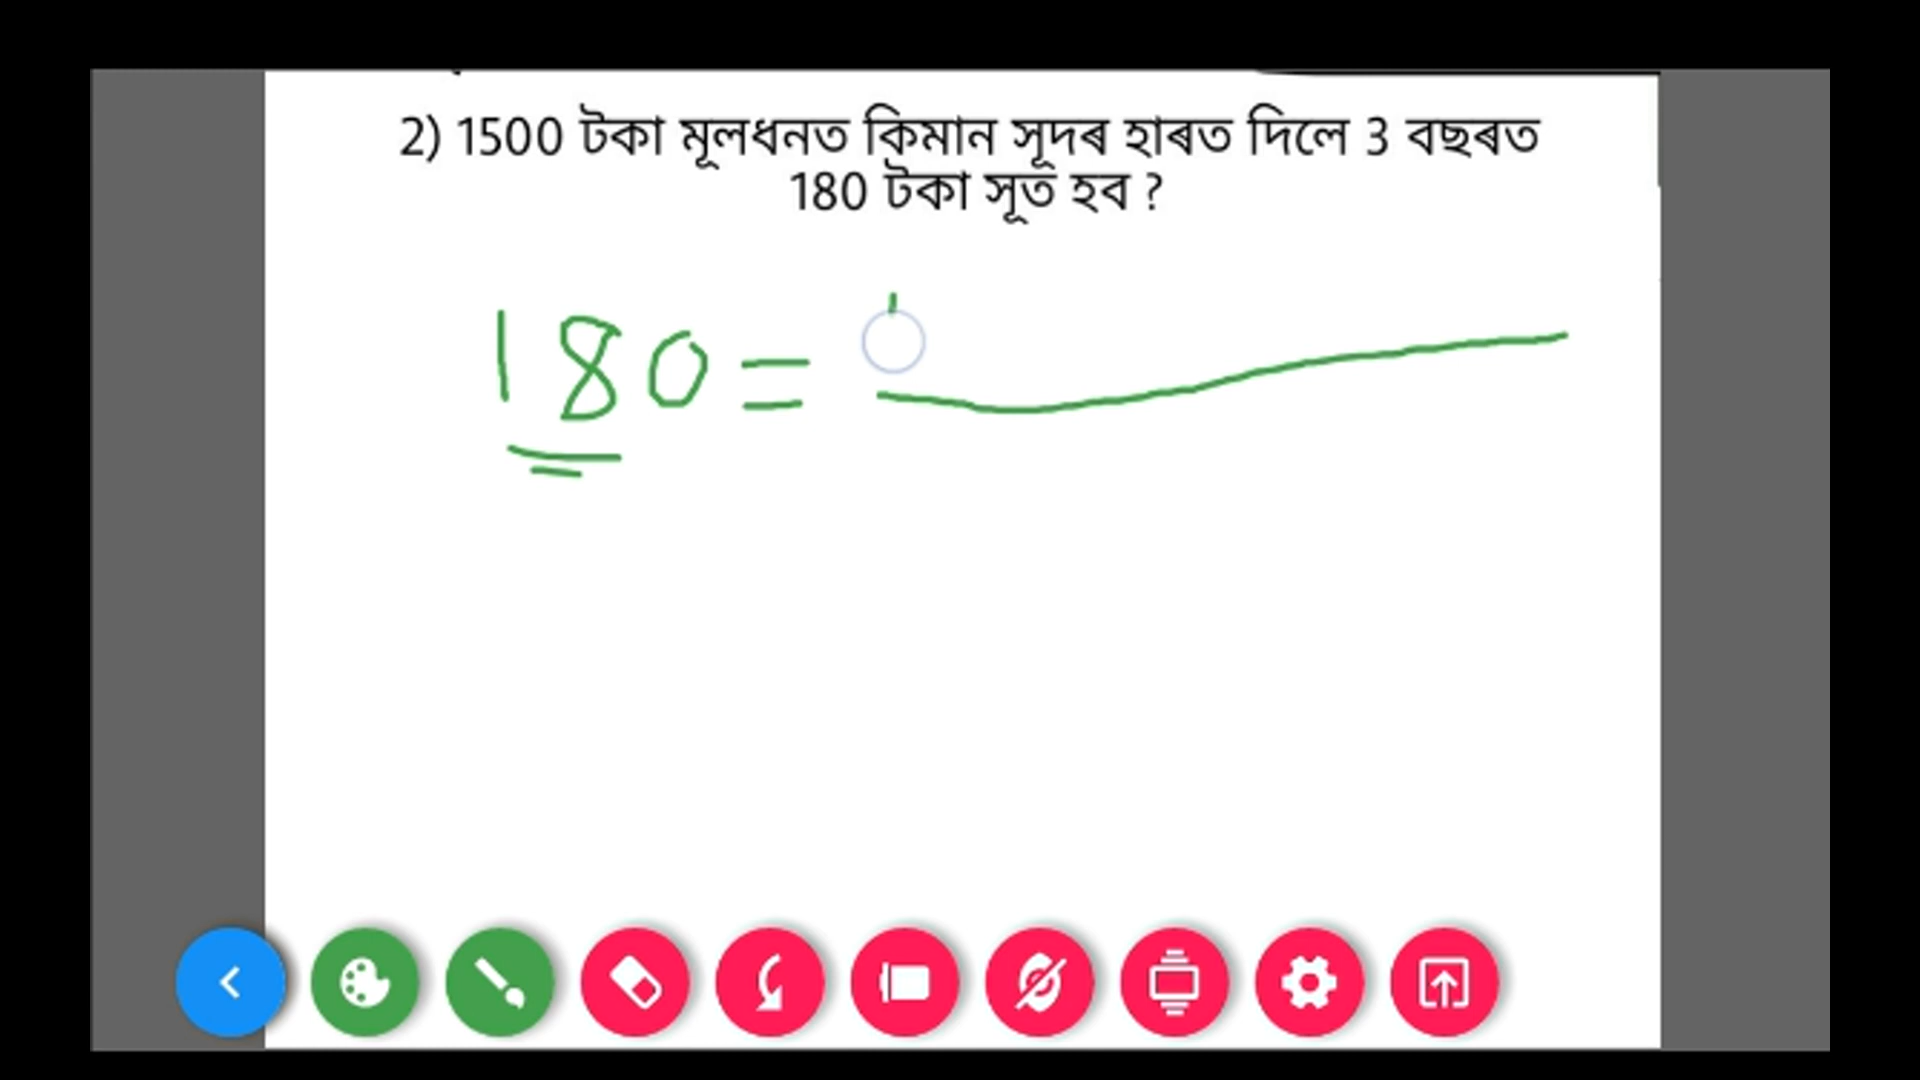 2) 1500 টকা মূলধনত কিমান সূদৰ হাৰত দিলে 3 বছৰত
180 টকা সূত হব ?
180 =